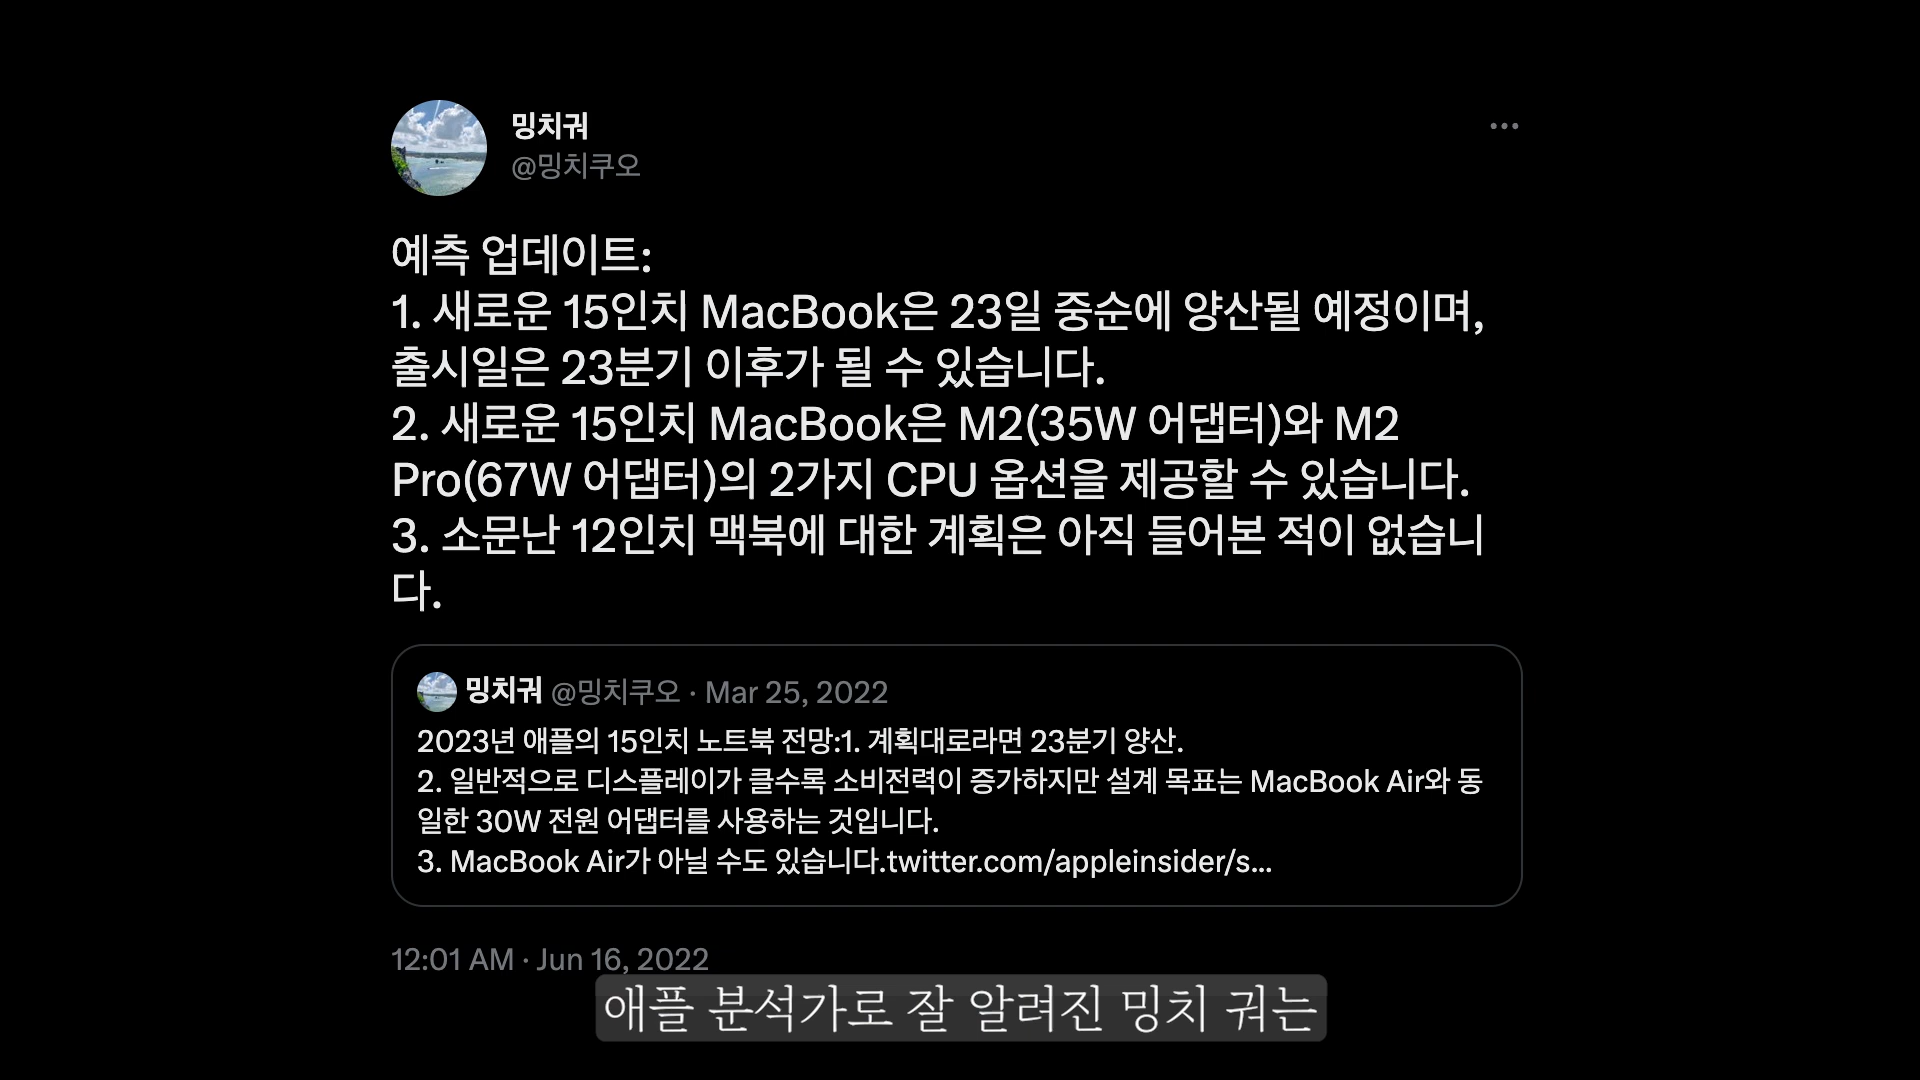 밍치궈
@밍치쿠오
예측 업데이트:
1. 새로운 15인치 MacBook은 23일 중순에 양산될 예정이며,
출시일은 23분기 이후가 될 수 있습니다.
2. 새로운 15인치 MacBook은 M2(35W 어댑터)와 M2
Pro(67W 어댑터)의 2가지 CPU 옵션을 제공할 수 있습니다.
3. 소문난 12인치 맥북에 대한 계획은 아직 들어본 적이 없습니
다.
밍치궈 @밍치쿠오 · Mar 25, 2022
2023년 애플의 15인치 노트북 전망:1. 계획대로라면 23분기 양산.
2. 일반적으로 디스플레이가 클수록 소비전력이 증가하지만 설계 목표는 MacBook Air와 동
일한 30W 전원 어댑터를 사용하는 것입니다.
3. MacBook Air가 아닐 수도 있습니다.twitter.com/appleinsider/s...
12:01 AM · Jun 16, 2022
애플 분석가로 잘 알려진 밍치 궈는